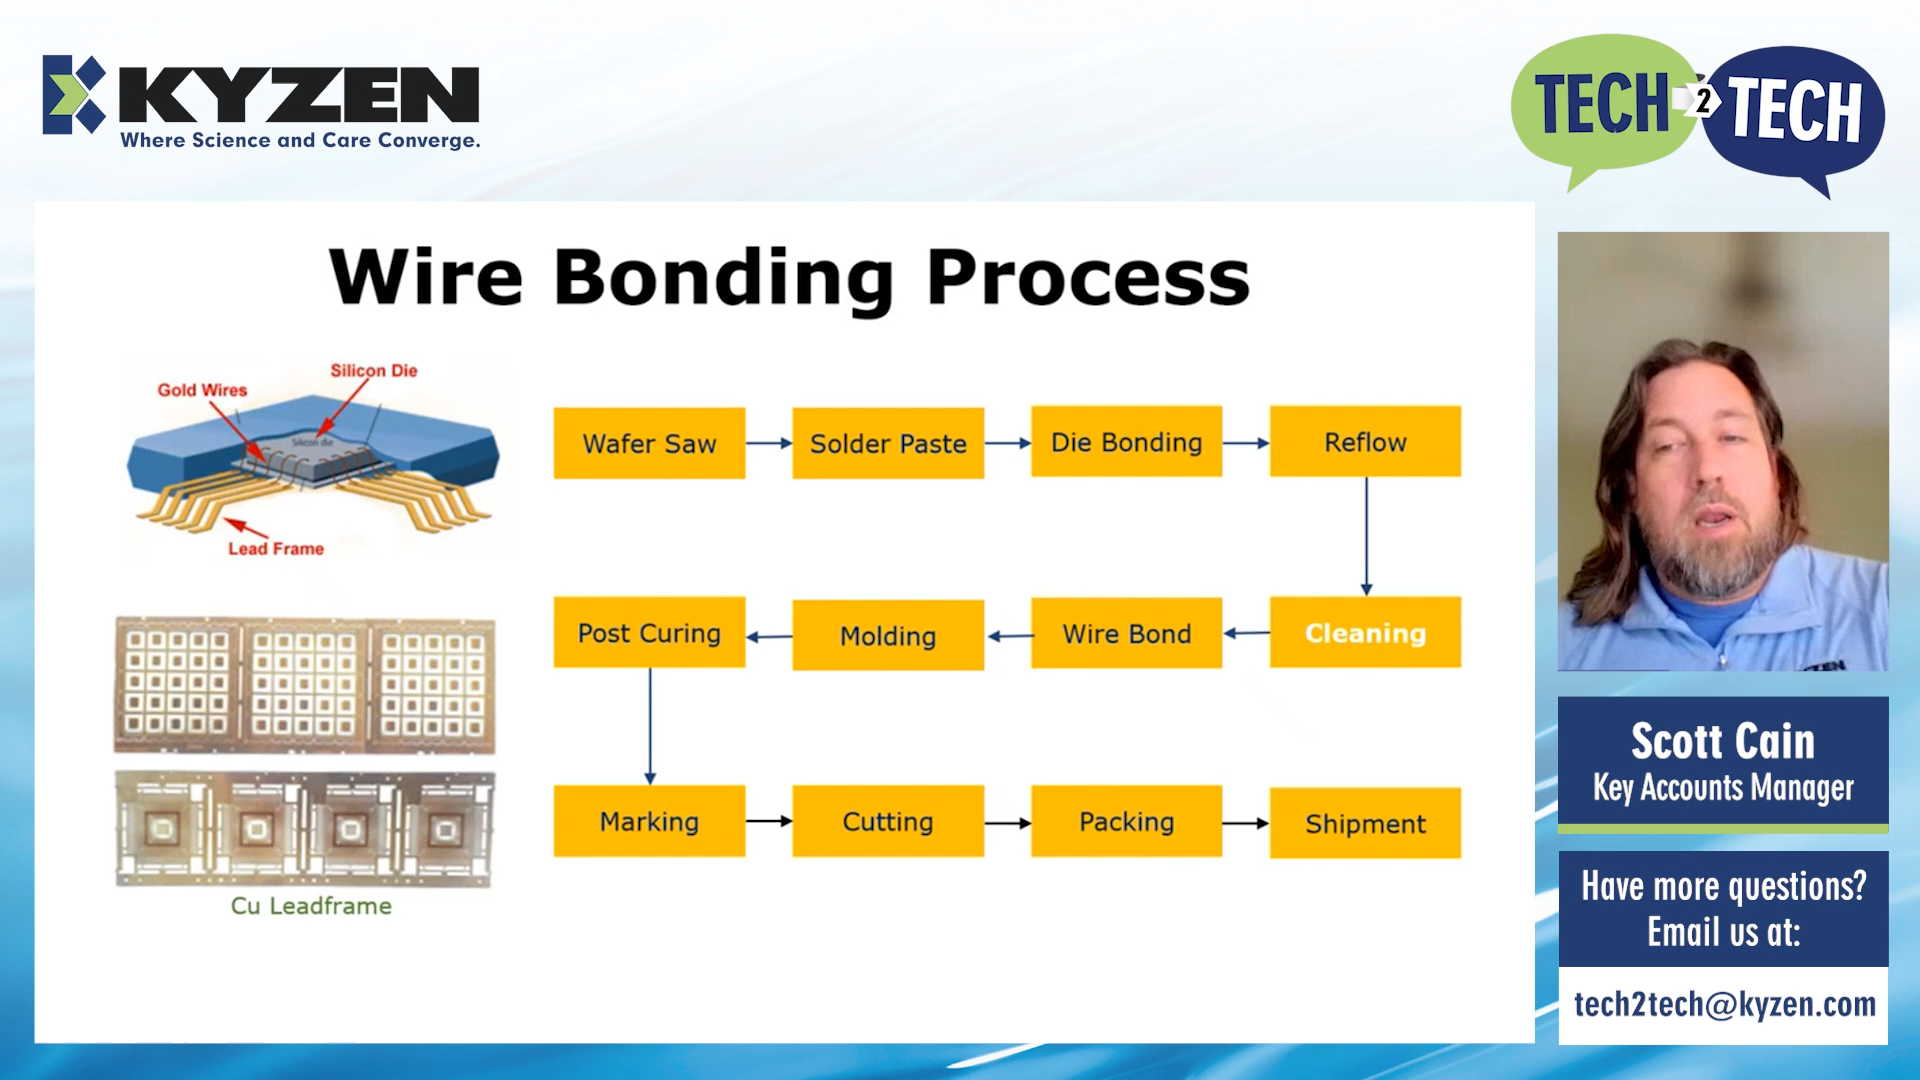 KYZEN
Where Science and Care Converge.
TECH 2 TECH
Wire Bonding Process
Silicon Die
Gold Wires
Silicon die
Lead Frame
Cu Leadframe
Wafer Saw
Solder Paste
Die Bonding
Reflow
Post Curing
Molding
Wire Bond
Cleaning
Marking
Cutting
Packing
Shipment
Scott Cain
Key Accounts Manager
Have more questions?
Email us at:
tech2tech@kyzen.com